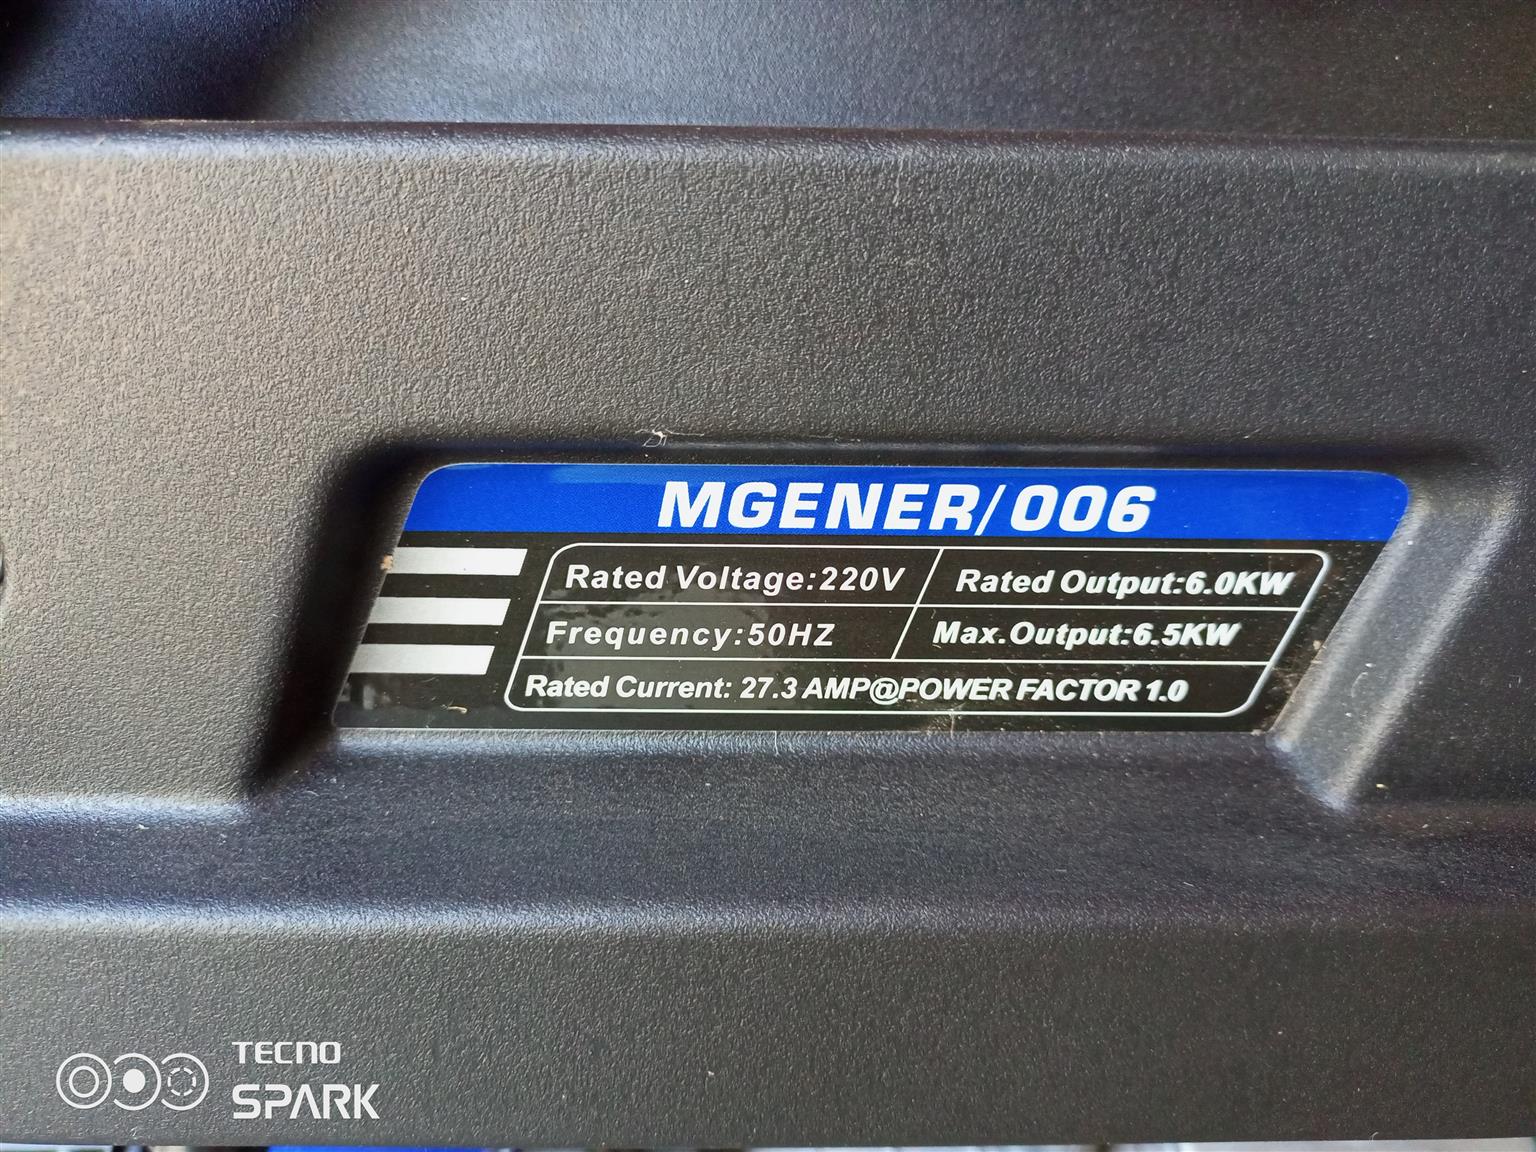 MGENER/006
Rated Voltage:220V
Rated Output:6.0KW
Frequency:50HZ
Max.Output:6.5KW
Rated Current: 27.3 AMP@POWER FACTOR 1.0
TECNO
SPARK